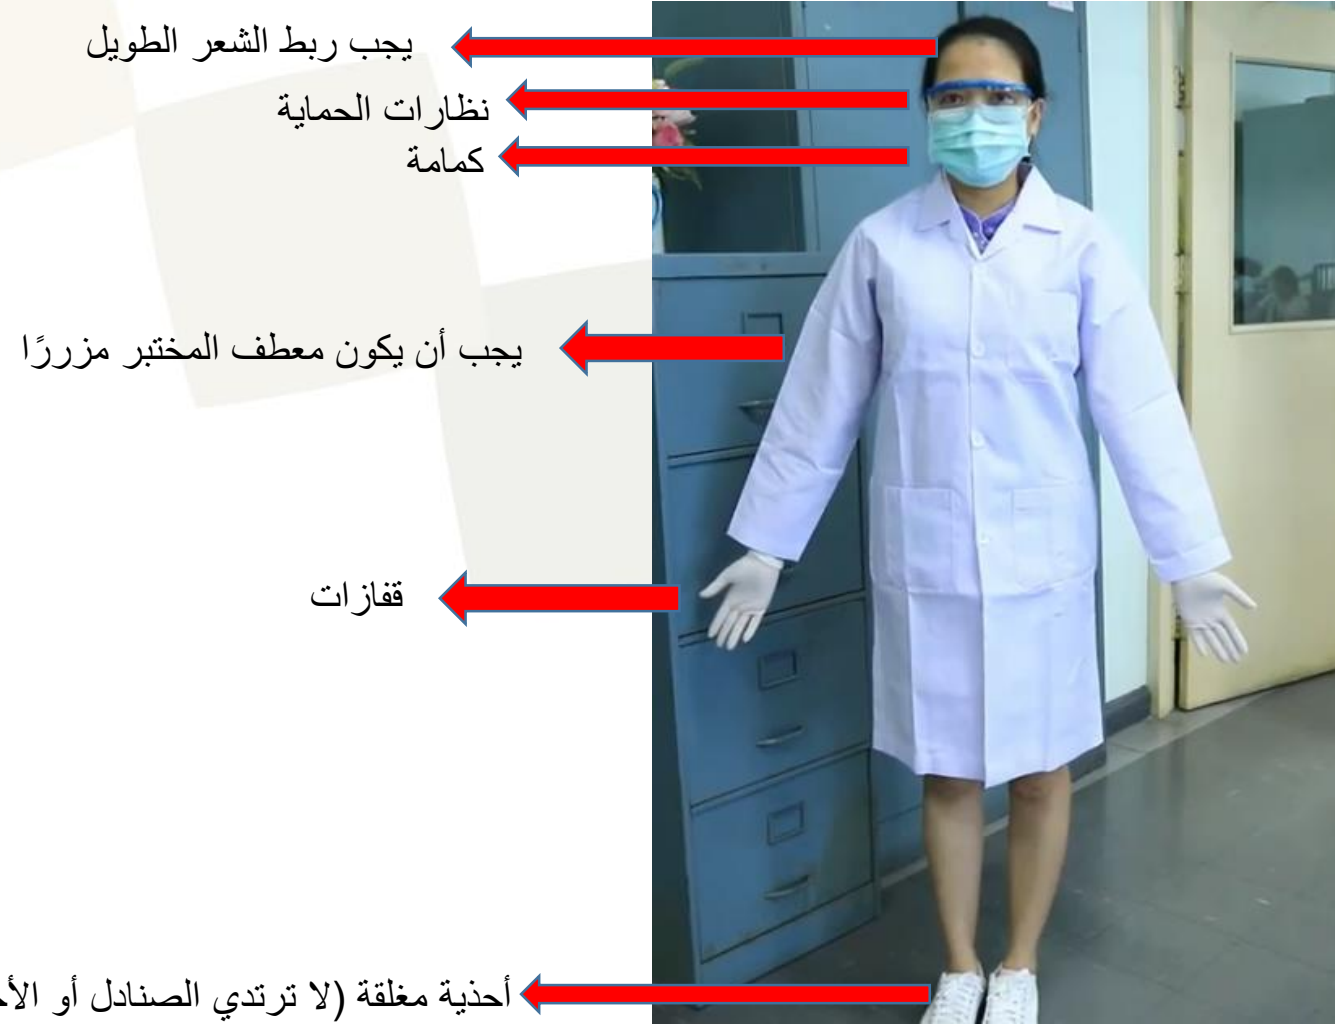 يجب ربط الشعر الطويل
نظارات الحماية
كمامة
يجب أن يكون معطف المختبر مزررًا
قفازات
أحذية مغلقة (لا ترتدي الصنادل أو